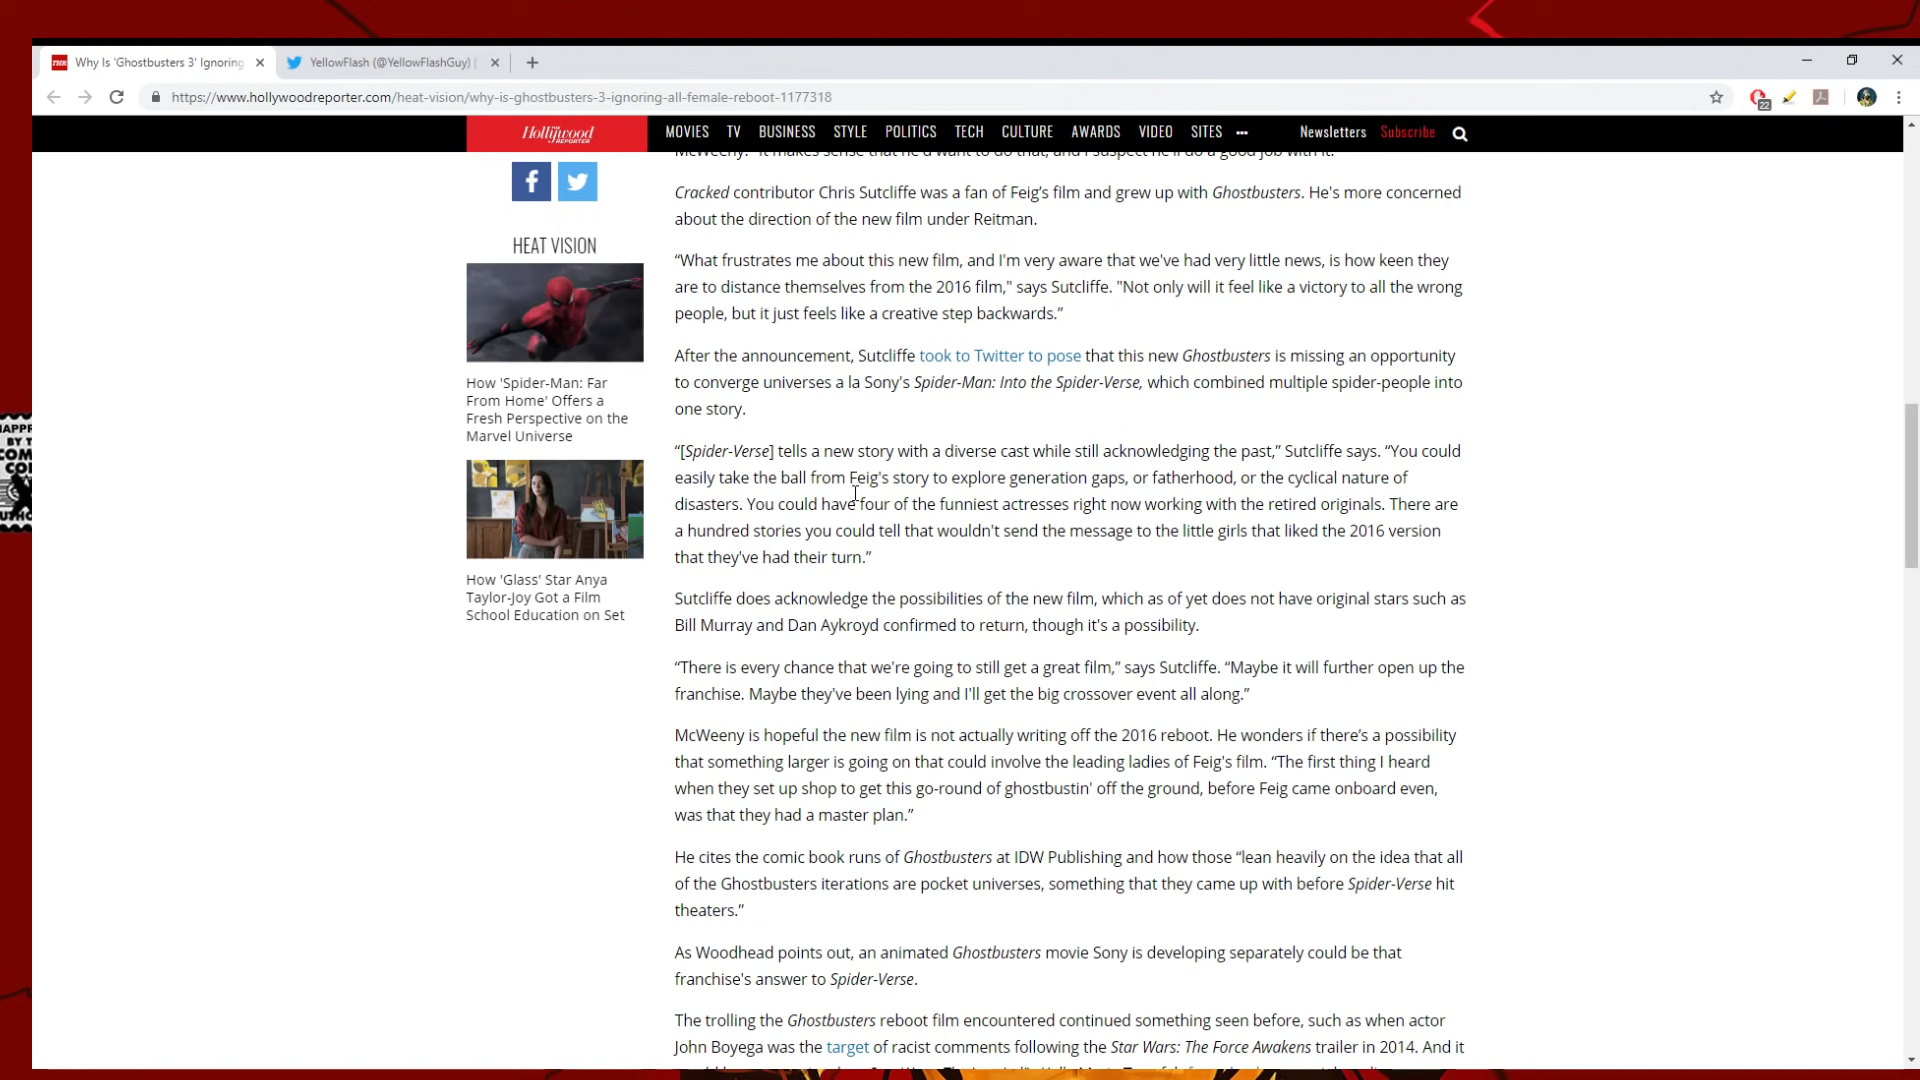 Why Is 'Ghostbusters 3' Ignoring
YellowFlash (@YellowFlashGuy) |
https://www.hollywoodreporter.com/heat-vision/why-is-ghostbusters-3-ignoring-all-female-reboot-1177318
22
Hollywood
REPORTER
MOVIES TV BUSINESS STYLE POLITICS TECH CULTURE AWARDS VIDEO SITES
Newsletters Subscribe
McWeeny. "It makes sense that he'd want to do that, and I suspect he'll do a good job with it."
HEAT VISION
How 'Spider-Man: Far
From Home' Offers a
Fresh Perspective on the
Marvel Universe
How 'Glass' Star Anya
Taylor-Joy Got a Film
School Education on Set
Cracked contributor Chris Sutcliffe was a fan of Feig's film and grew up with Ghostbusters. He's more concerned
about the direction of the new film under Reitman.
“What frustrates me about this new film, and I'm very aware that we've had very little news, is how keen they
are to distance themselves from the 2016 film," says Sutcliffe. "Not only will it feel like a victory to all the wrong
people, but it just feels like a creative step backwards.”
After the announcement, Sutcliffe took to Twitter to pose that this new Ghostbusters is missing an opportunity
to converge universes a la Sony's Spider-Man: Into the Spider-Verse, which combined multiple spider-people into
one story.
“[Spider-Verse] tells a new story with a diverse cast while still acknowledging the past,” Sutcliffe says. “You could
easily take the ball from Feig's story to explore generation gaps, or fatherhood, or the cyclical nature of
disasters. You could have four of the funniest actresses right now working with the retired originals. There are
a hundred stories you could tell that wouldn't send the message to the little girls that liked the 2016 version
that they've had their turn.”
Sutcliffe does acknowledge the possibilities of the new film, which as of yet does not have original stars such as
Bill Murray and Dan Aykroyd confirmed to return, though it's a possibility.
“There is every chance that we're going to still get a great film,” says Sutcliffe. “Maybe it will further open up the
franchise. Maybe they've been lying and I'll get the big crossover event all along.”
McWeeny is hopeful the new film is not actually writing off the 2016 reboot. He wonders if there’s a possibility
that something larger is going on that could involve the leading ladies of Feig's film. “The first thing I heard
when they set up shop to get this go-round of ghostbustin' off the ground, before Feig came onboard even,
was that they had a master plan.”
He cites the comic book runs of Ghostbusters at IDW Publishing and how those “lean heavily on the idea that all
of the Ghostbusters iterations are pocket universes, something that they came up with before Spider-Verse hit
theaters.”
As Woodhead points out, an animated Ghostbusters movie Sony is developing separately could be that
franchise's answer to Spider-Verse.
The trolling the Ghostbusters reboot film encountered continued something seen before, such as when actor
John Boyega was the target of racist comments following the Star Wars: The Force Awakens trailer in 2014. And it